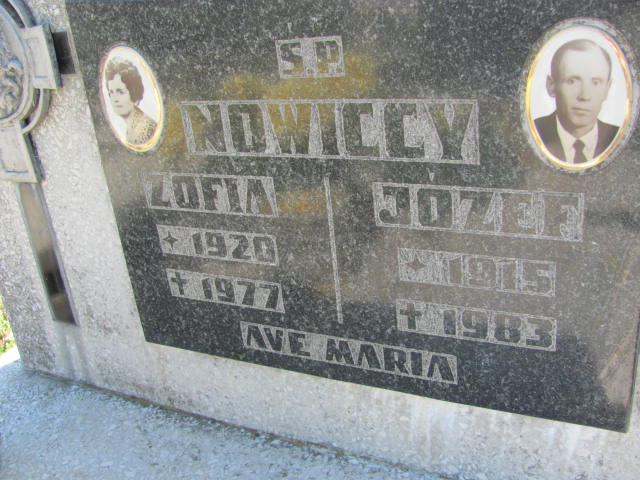 Ś.P.
NOWICCY
ZOFIA
* 1920
✝ 1977
JÓZEF
* 1915
✝ 1983
AVE MARIA